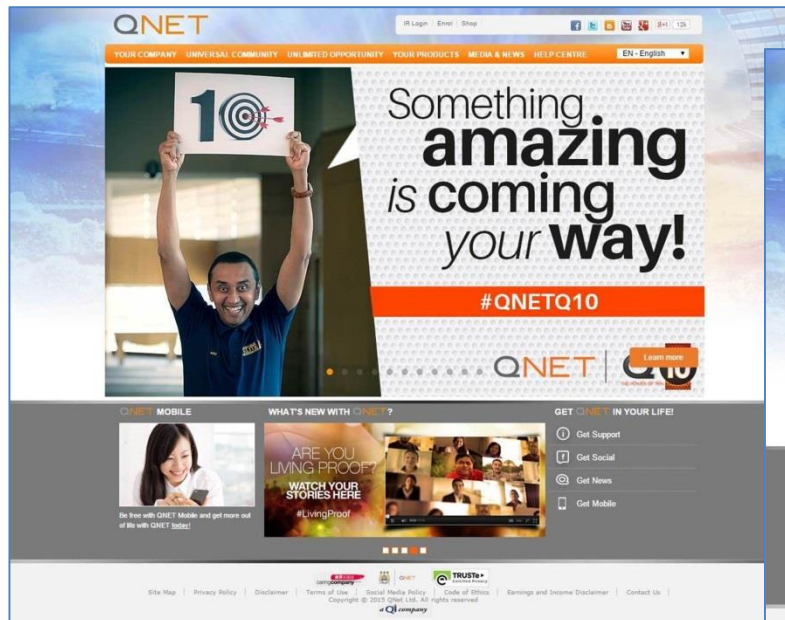 QNET
IR Login | Enrol | Shop
12k
YOUR COMPANY UNIVERSAL COMMUNITY UNLIMITED OPPORTUNITY YOUR PRODUCTS MEDIA & NEWS HELP CENTRE
EN - English
10
Something
amazing
is coming
your way!
#QNETQ10
QNET
Learn more
QNET MOBILE
Be free with QNET Mobile and get more out
of life with QNET today!
WHAT'S NEW WITH QNET?
ARE YOU
LIVING PROOF?
WATCH YOUR
STORIES HERE
#LivingProof
GET QNET IN YOUR LIFE!
Get Support
Get Social
Get News
Get Mobile
caringcompany
QNET
TRUSTe
Certified Privacy
Site Map | Privacy Policy | Disclaimer | Terms of Use | Social Media Policy | Code of Ethics | Earnings and Income Disclaimer | Contact Us |
Copyright © 2015 QNet Ltd. All rights reserved
a Qi company